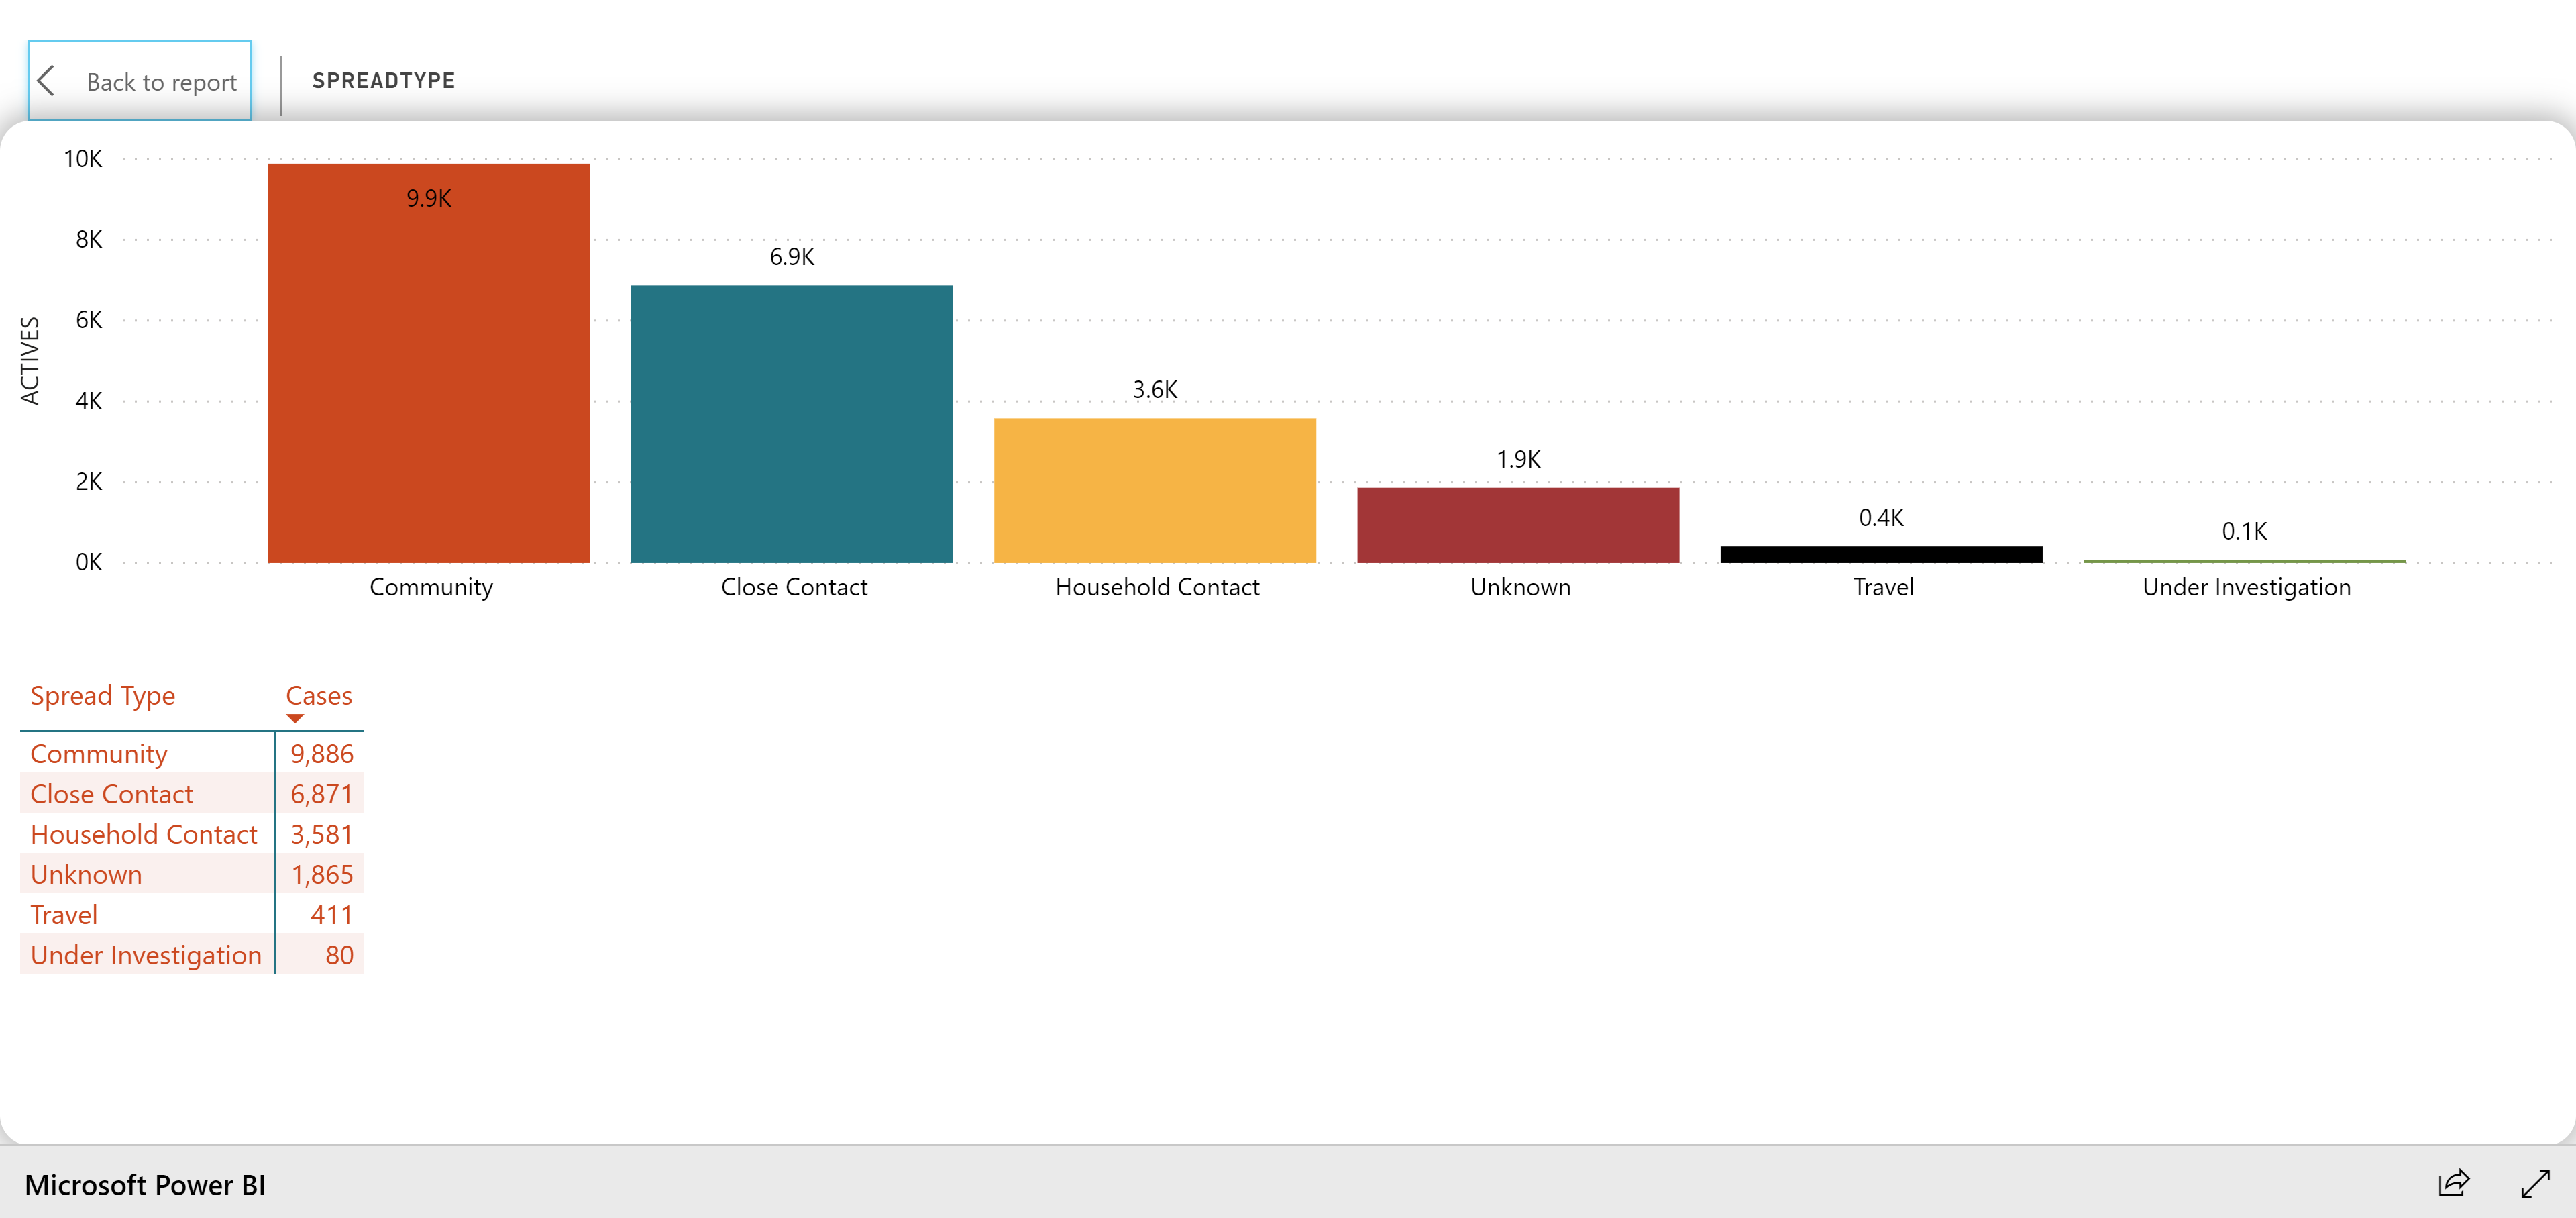 Back to report
SPREADTYPE
ACTIVES
10K
8K
6K
4K
2K
0K
9.9K
6.9K
3.6K
1.9K
0.4K
0.1K
Community
Close Contact
Household Contact
Unknown
Travel
Under Investigation
Spread Type Cases
Community 9,886
Close Contact 6,871
Household Contact 3,581
Unknown 1,865
Travel 411
Under Investigation 80
Microsoft Power BI